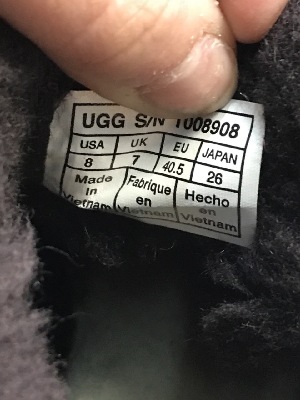 UGG S/N 1008908
USA UK EU JAPAN
8 7 40.5 26
Made Fabrique Hecho
in en en
Vietnam Vietnam Vietnam